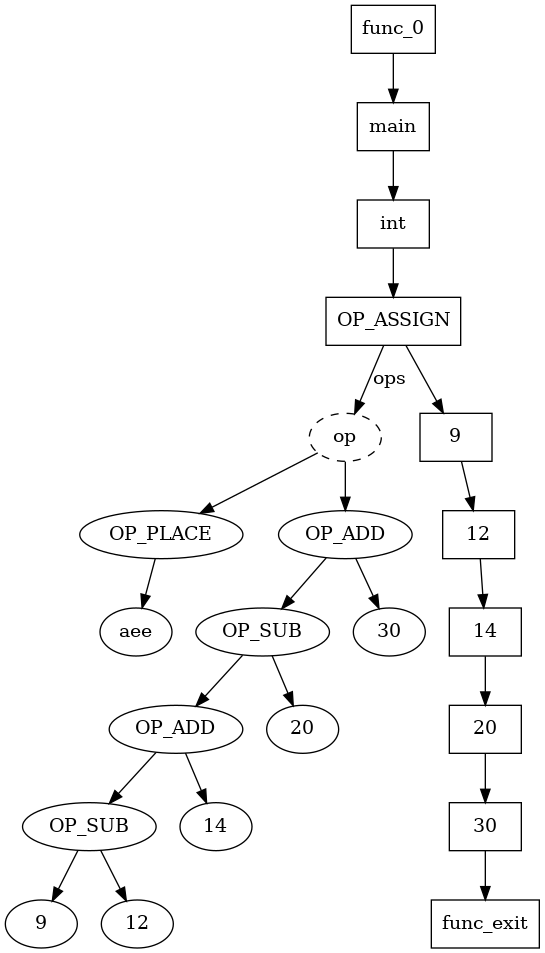 func_0
main
int
OP_ASSIGN
ops
op
9
OP_PLACE
OP_ADD
12
aee
OP_SUB
30
14
OP_ADD
20
20
OP_SUB
14
30
9
12
func_exit